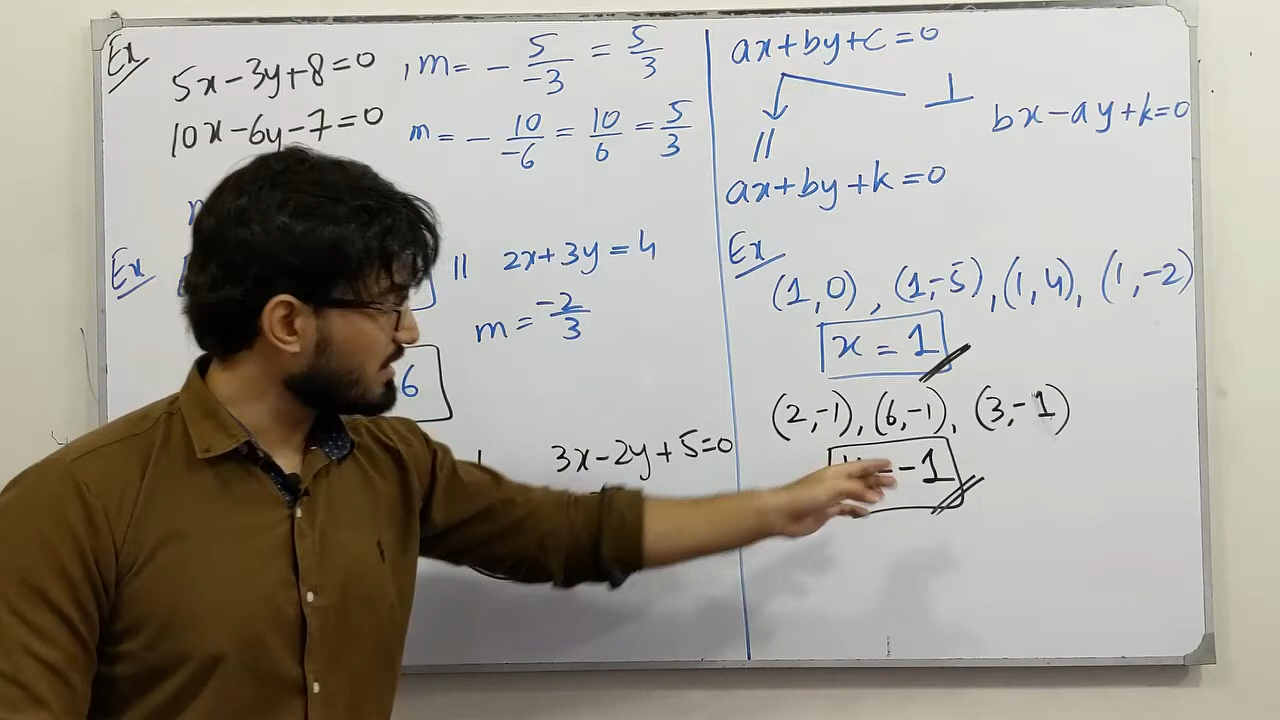 Ex
5x-3y+8=0 , m= - 5/-3 = 5/3
10x-6y-7=0 m= - 10/-6 = 10/6 = 5/3
Ex
|| 2x+3y=4
m = -2/3
6
3x-2y+5=0
ax+by+c=0
⊥ bx-ay+k=0
||
ax+by+k=0
Ex
(1,0), (1,-5), (1,4), (1,-2)
x = 1
(2,-1), (6,-1), (3,-1)
-1